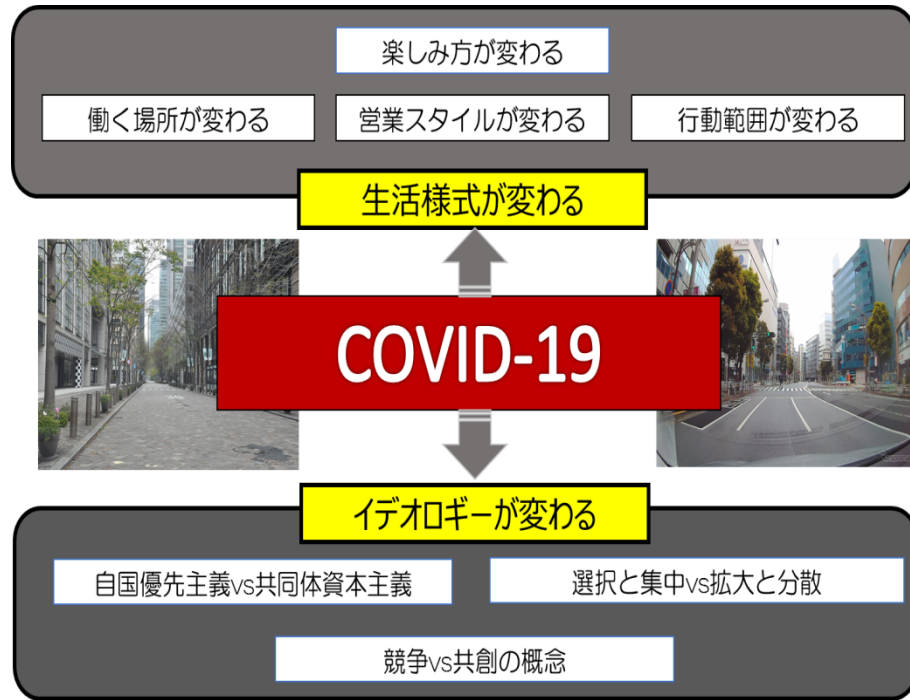 楽しみ方が変わる
働く場所が変わる
営業スタイルが変わる
行動範囲が変わる
生活様式が変わる
COVID-19
イデオロギーが変わる
自国優先主義vs共同体資本主義
選択と集中vs拡大と分散
競争vs共創の概念